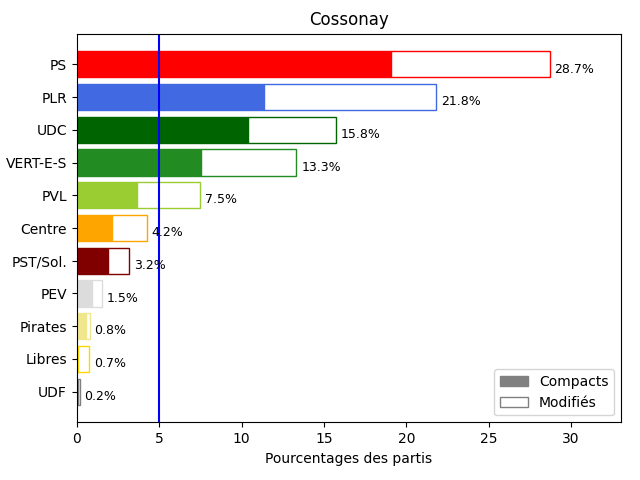 Cossonay
PS 28.7%
PLR 21.8%
UDC 15.8%
VERT-E-S 13.3%
PVL 7.5%
Centre 4.2%
PST/Sol. 3.2%
PEV 1.5%
Pirates 0.8%
Libres 0.7%
UDF 0.2%
Compacts
Modifiés
0 5 10 15 20 25 30
Pourcentages des partis